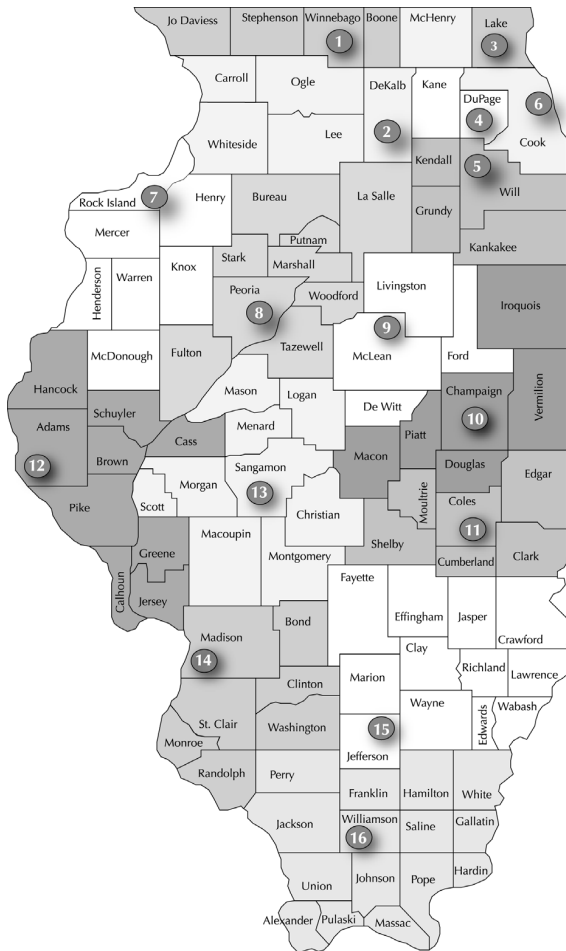 Jo Daviess
Stephenson
Winnebago
Boone
McHenry
Lake
1
3
Carroll
Ogle
DeKalb
Kane
DuPage
6
4
Cook
2
Whiteside
Lee
Kendall
5
Will
Rock Island
7
Henry
Bureau
La Salle
Grundy
Mercer
Putnam
Kankakee
Henderson
Warren
Knox
Stark
Marshall
Peoria
Woodford
Livingston
Iroquois
8
9
McDonough
Fulton
Tazewell
McLean
Ford
Hancock
Mason
Logan
De Witt
Champaign
Vermilion
10
Adams
Schuyler
Menard
Piatt
Cass
Macon
12
Brown
Sangamon
Douglas
Edgar
Morgan
13
Moultrie
Coles
Pike
Scott
Christian
11
Macoupin
Shelby
Greene
Montgomery
Cumberland
Clark
Calhoun
Jersey
Fayette
Effingham
Jasper
Crawford
Madison
Bond
14
Clay
Richland
Lawrence
Marion
Clinton
Wayne
Edwards
Wabash
St. Clair
Washington
15
Monroe
Jefferson
Randolph
Perry
Franklin
Hamilton
White
Jackson
Williamson
Saline
Gallatin
16
Union
Johnson
Pope
Hardin
Alexander
Pulaski
Massac